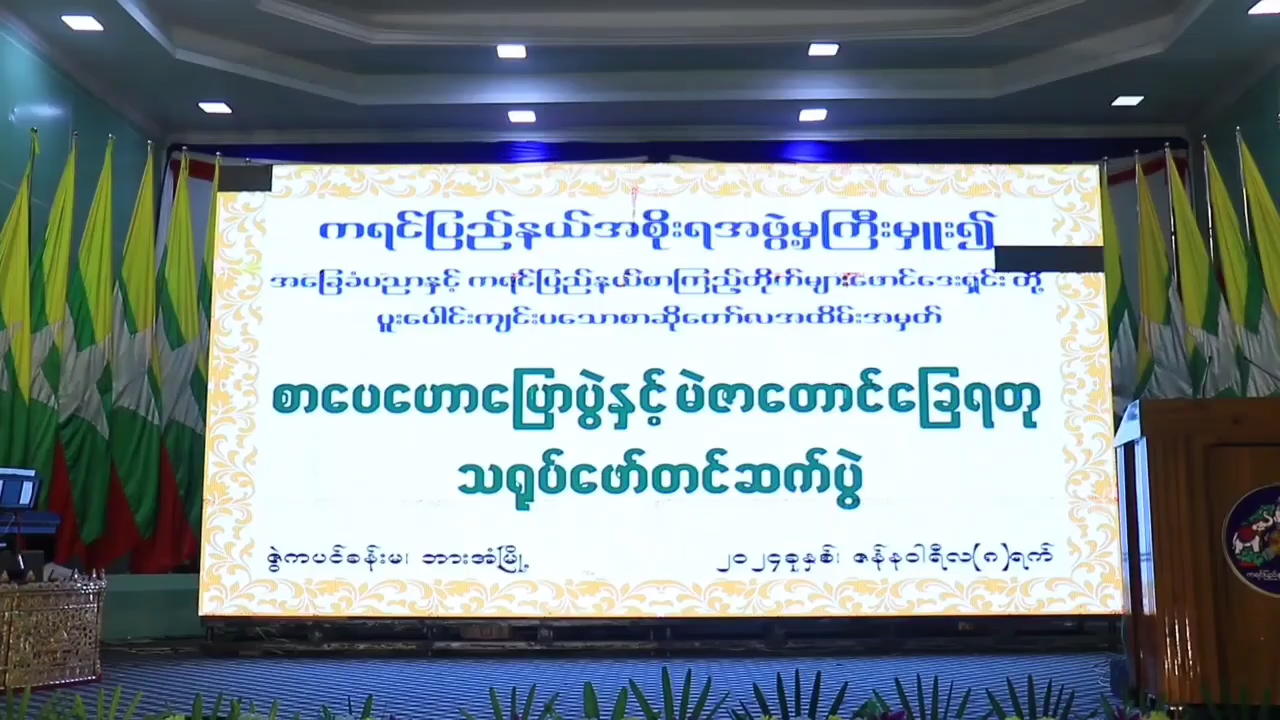 ကရင်ပြည်နယ်အစိုးရအဖွဲ့မှကြီးမှူး၍
အခြေခံပညာနှင့် ကရင်ပြည်နယ်စာကြည့်တိုက်များဖောင်ဒေးရှင်း တို့
ပူးပေါင်းကျင်းပသောစာဆိုတော်လအထိမ်းအမှတ်
စာပေဟောပြောပွဲနှင့် မဲဇာတောင်ခြေရတု
သရုပ်ဖော်တင်ဆက်ပွဲ
ဇွဲကပင်ခန်းမ၊ ဘားအံမြို့
၂၀၂၄ခုနှစ်၊ ဇန်နဝါရီလ(၈)ရက်